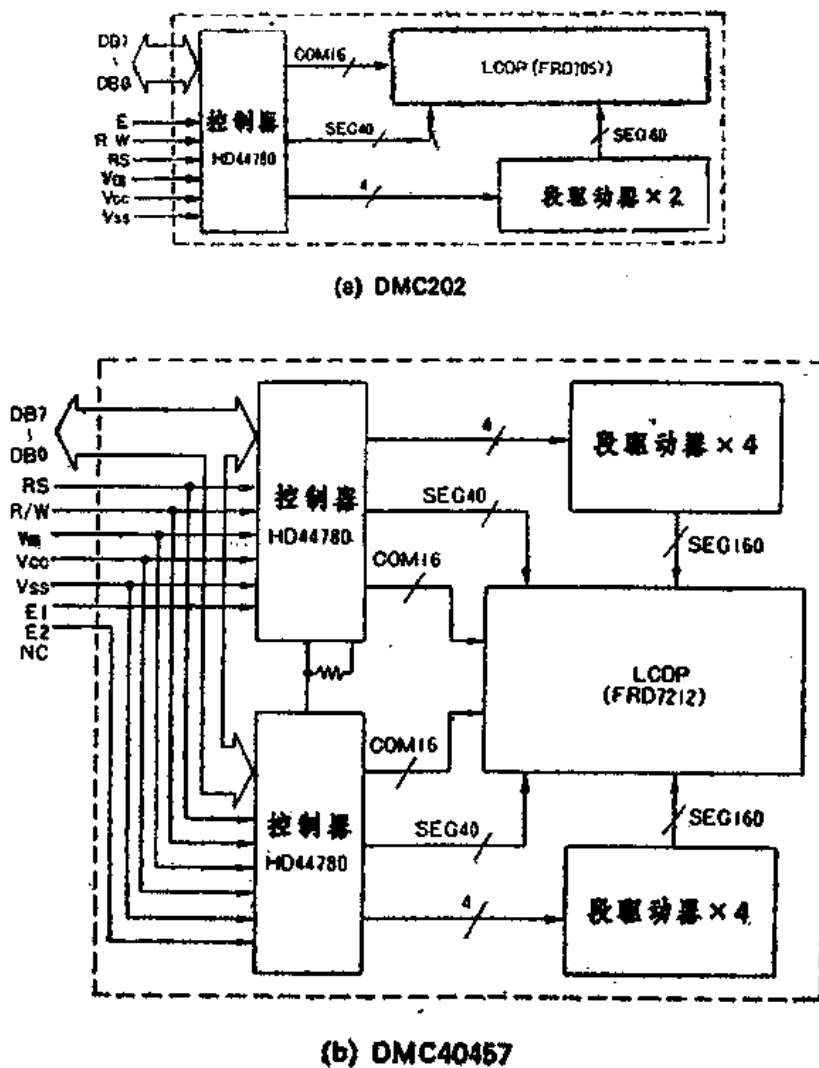 DB7
~
DB0
E
R W
RS
Vcc
Vss
控制器
HD44780
COM16
SEG40
4
LCDP
SEG60
段驱动器×2
(a) DMC202
DB7
~
DB0
RS
R/W
Vcc
Vss
E1
E2
NC
控制器
HD44780
4
SEG40
COM16
段驱动器×4
SEG160
LCDP
(FRD7212)
控制器
HD44780
COM16
SEG40
4
SEG160
段驱动器×4
(b) DMC40457